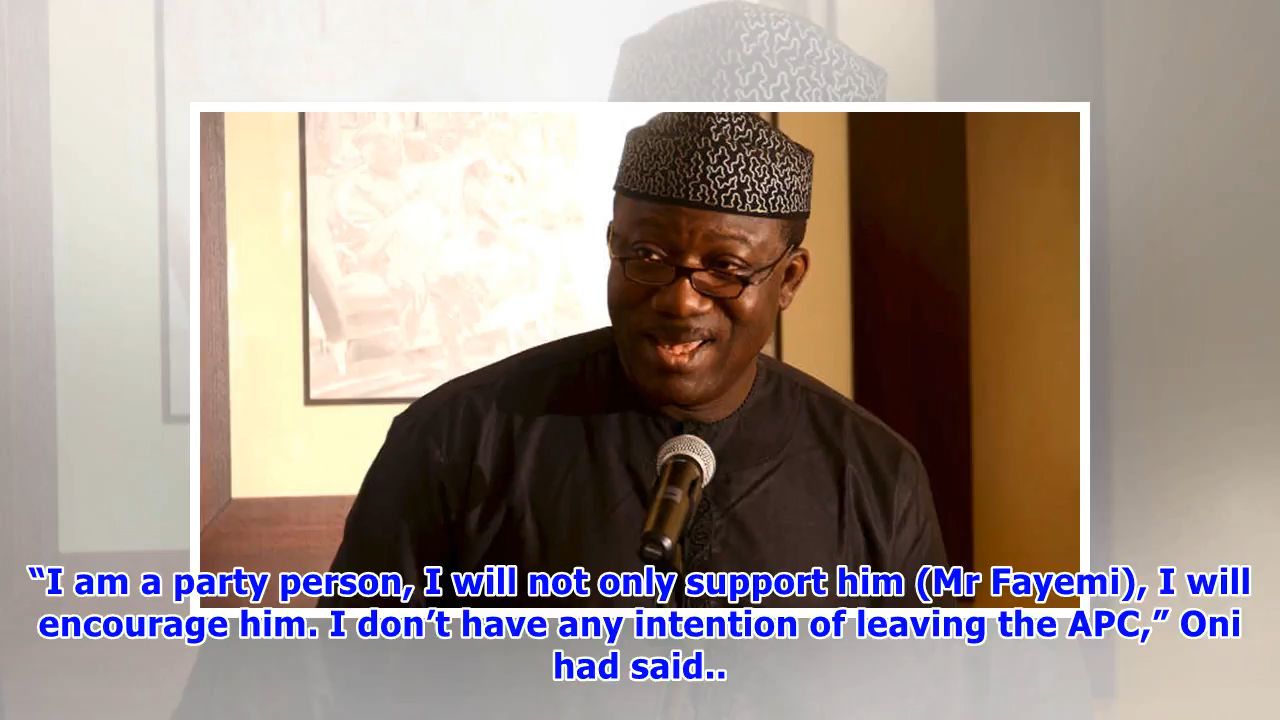 “I am a party person, I will not only support him (Mr Fayemi), I will
encourage him. I don’t have any intention of leaving the APC,” Oni
had said..